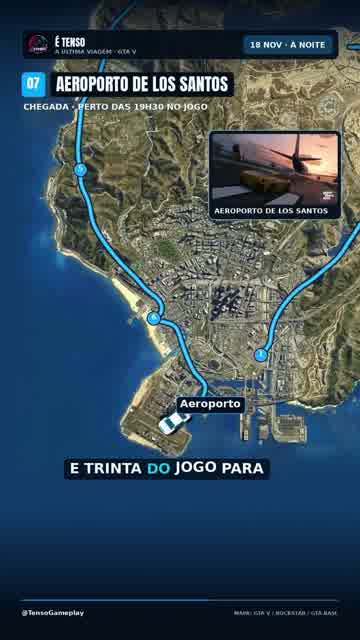 É TENSO
A ÚLTIMA VIAGEM · GTA V
18 NOV · À NOITE
07 AEROPORTO DE LOS SANTOS
CHEGADA · PERTO DAS 19H30 NO JOGO
AEROPORTO DE LOS SANTOS
Aeroporto
E TRINTA DO JOGO PARA
@TensoGameplay
MAPA: GTA V / ROCKSTAR / GTA BASE